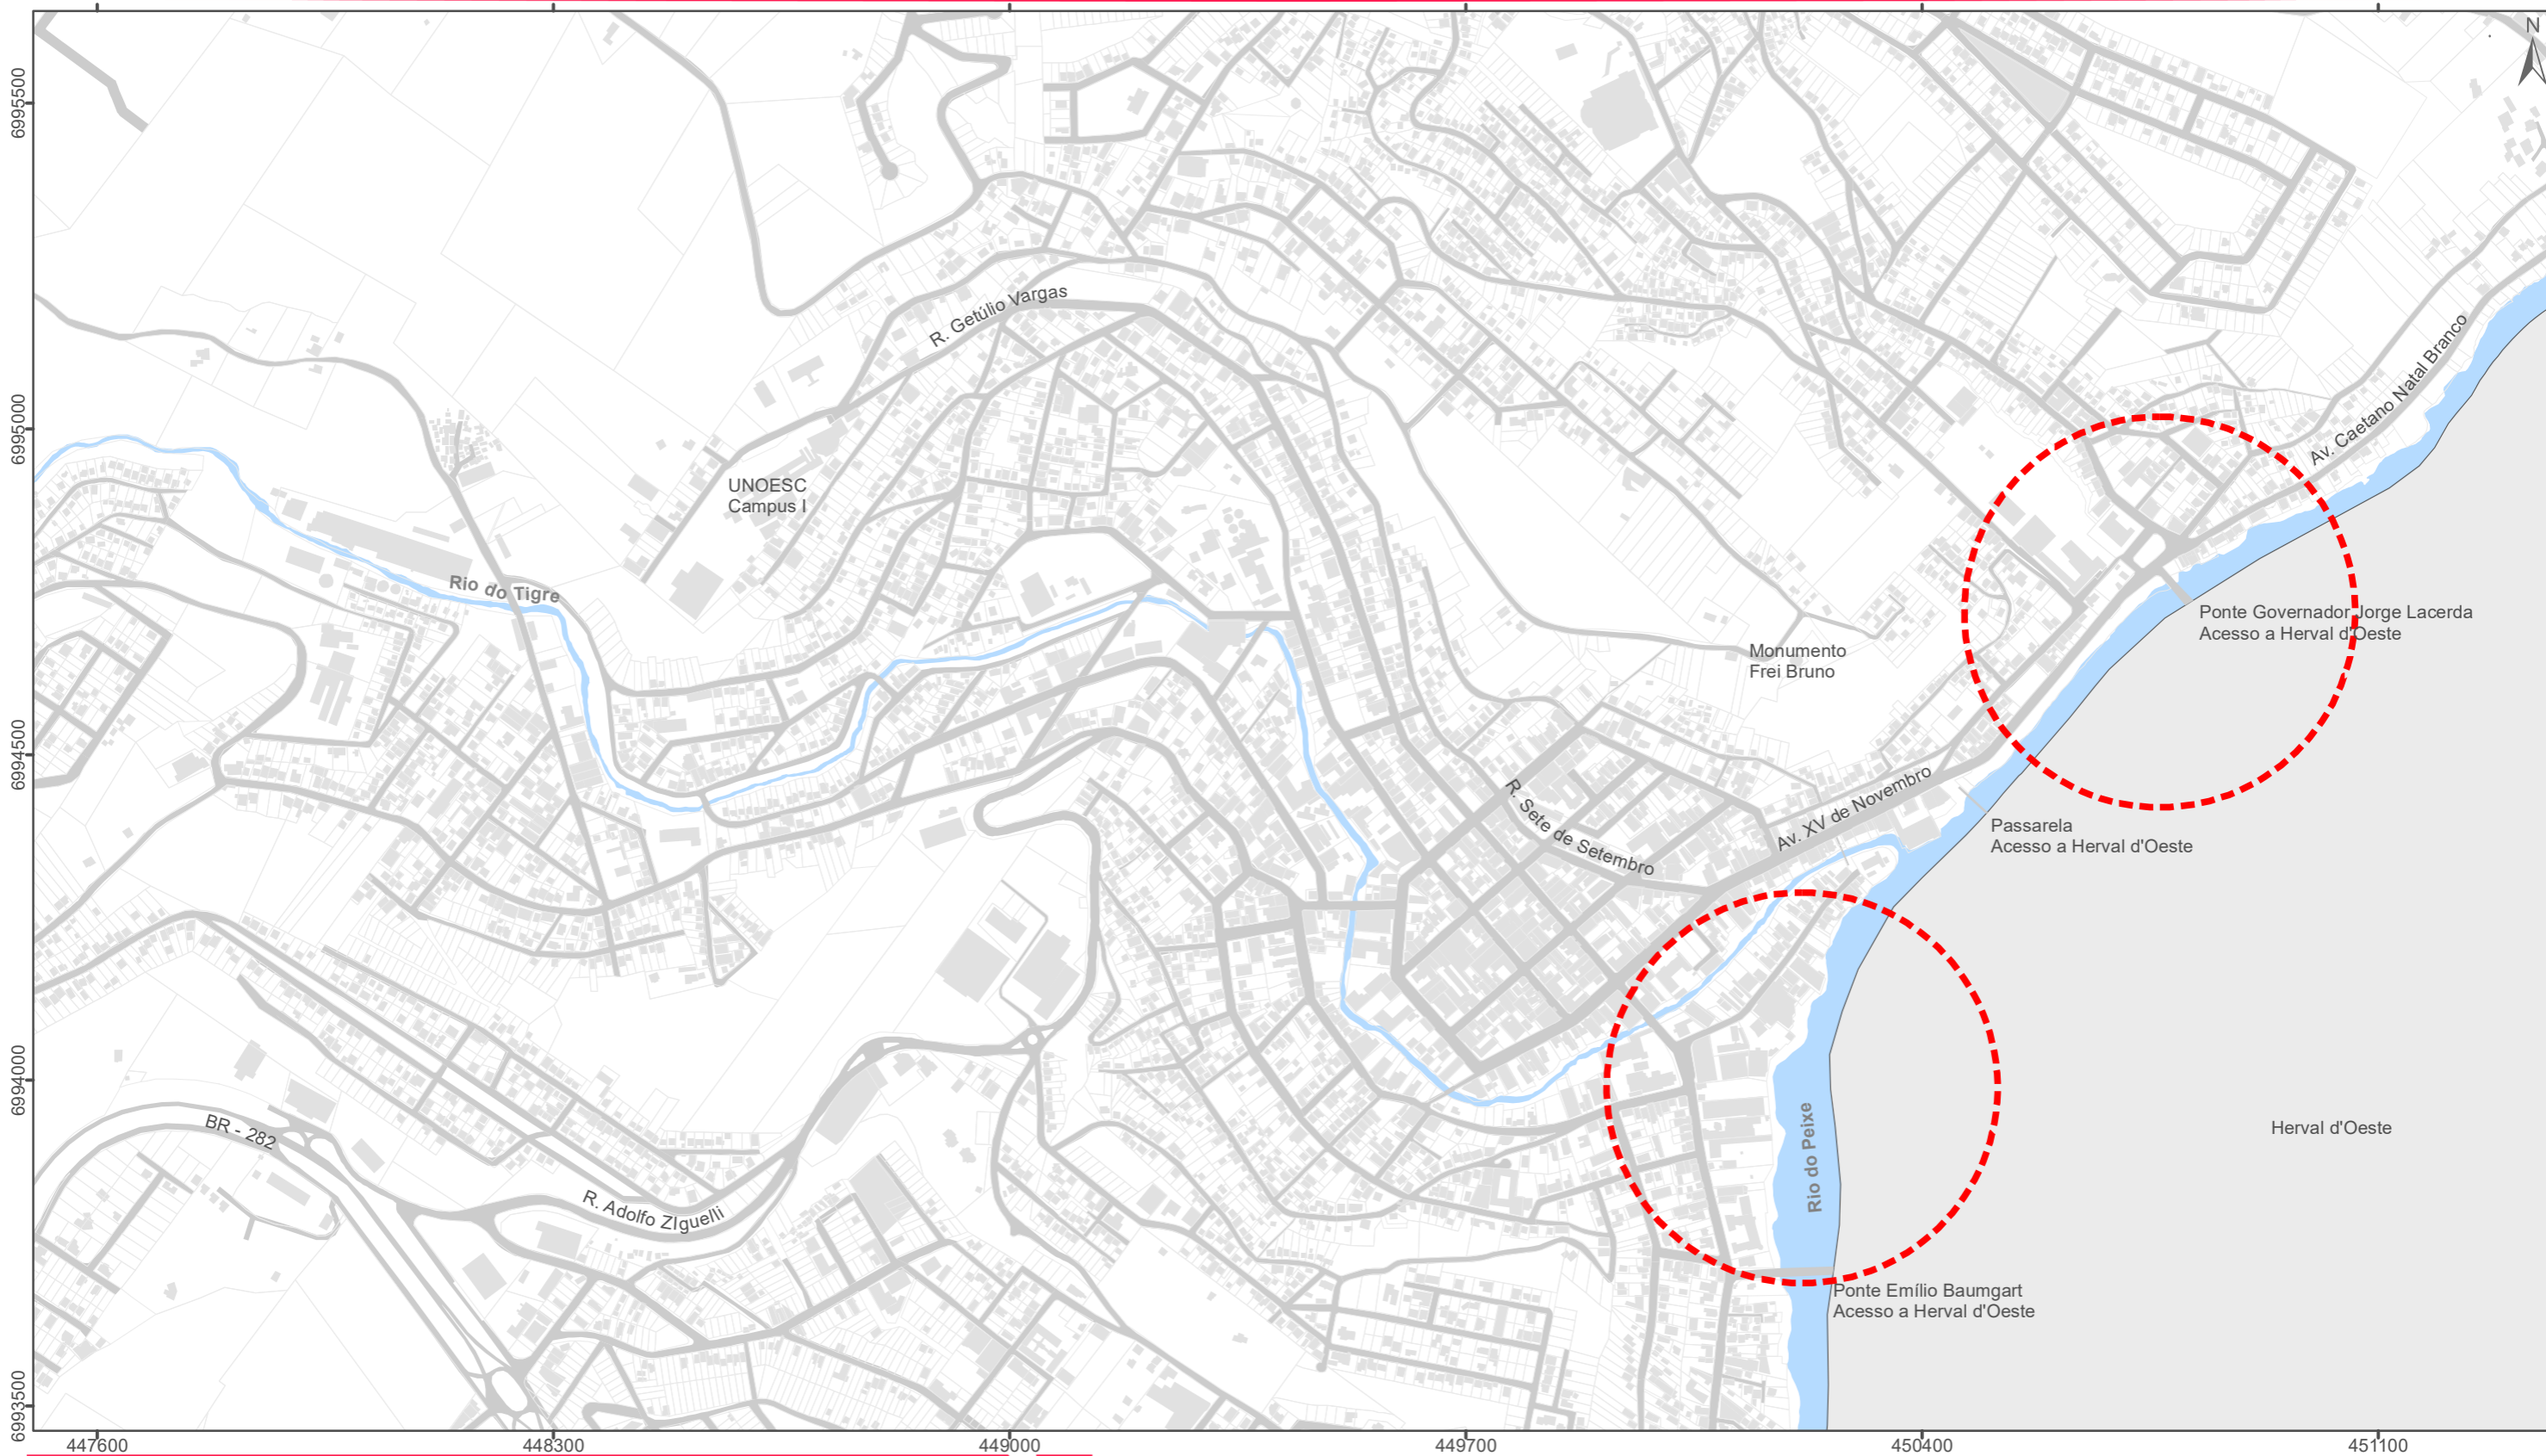 N
6995500
6995000
6994500
6994000
6993500
R. Getúlio Vargas
Av. Caetano Natal Branco
UNOESC
Campus I
Rio do Tigre
Ponte Governador Jorge Lacerda
Acesso a Herval d'Oeste
Monumento
Frei Bruno
R. Sete de Setembro
Av. XV de Novembro
Passarela
Acesso a Herval d'Oeste
BR - 282
R. Adolfo ZIguelli
Rio do Peixe
Herval d'Oeste
Ponte Emílio Baumgart
Acesso a Herval d'Oeste
447600
448300
449000
449700
450400
451100